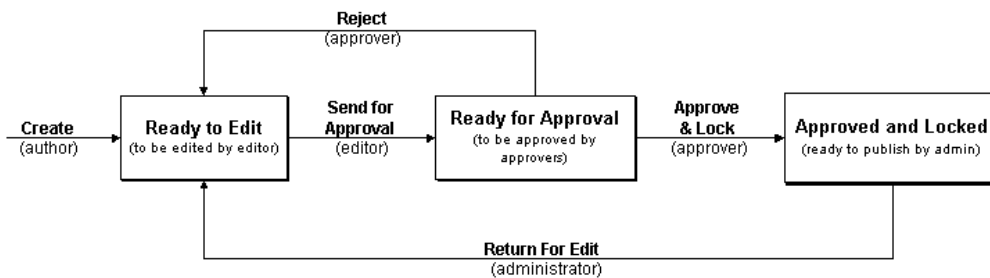 Reject
(approver)
Create
(author)
Ready to Edit
(to be edited by editor)
Send for
Approval
(editor)
Ready for Approval
(to be approved by
approvers)
Approve
& Lock
(approver)
Approved and Locked
(ready to publish by admin)
Return For Edit
(administrator)